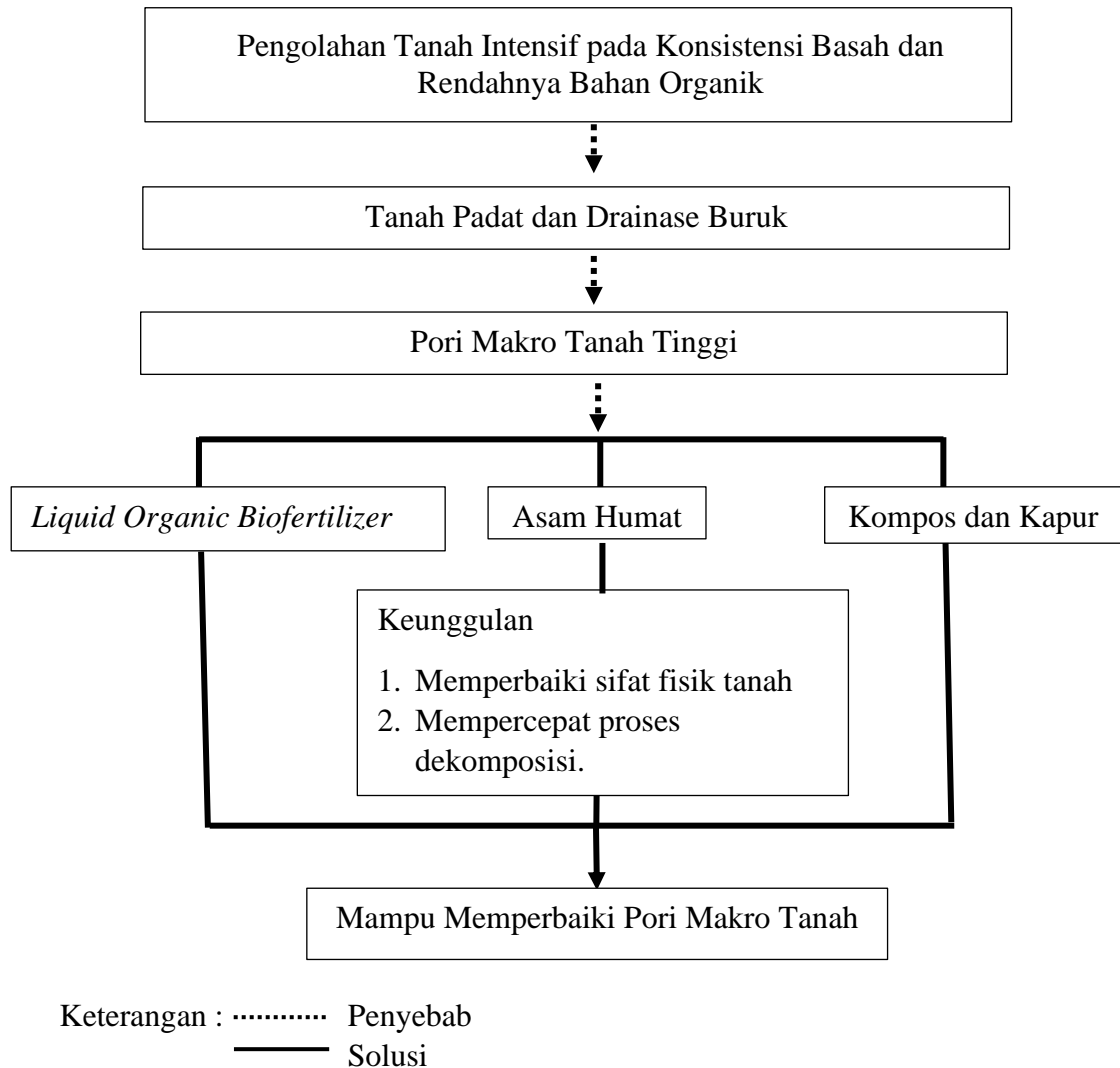 Pengolahan Tanah Intensif pada Konsistensi Basah dan
Rendahnya Bahan Organik
Tanah Padat dan Drainase Buruk
Pori Makro Tanah Tinggi
Liquid Organic Biofertilizer
Asam Humat
Kompos dan Kapur
Keunggulan
1. Memperbaiki sifat fisik tanah
2. Mempercepat proses
dekomposisi.
Mampu Memperbaiki Pori Makro Tanah
Keterangan : Penyebab
Solusi